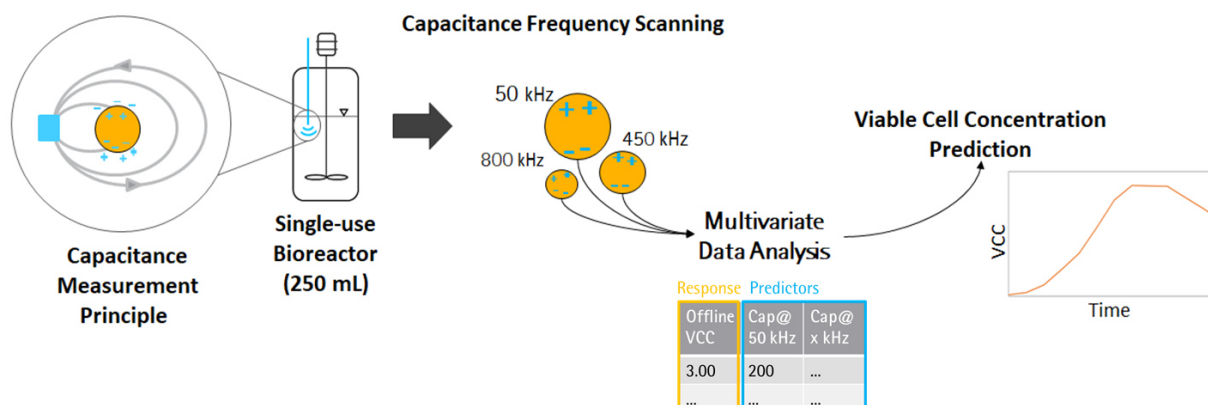 Capacitance Frequency Scanning
Capacitance
Measurement
Principle
Single-use
Bioreactor
(250 mL)
50 kHz
450 kHz
800 kHz
Multivariate
Data Analysis
Response Predictors
Offline VCC Cap@ 50 kHz Cap@ x kHz
3.00 200 ...
... ... ...
Viable Cell Concentration
Prediction
VCC
Time